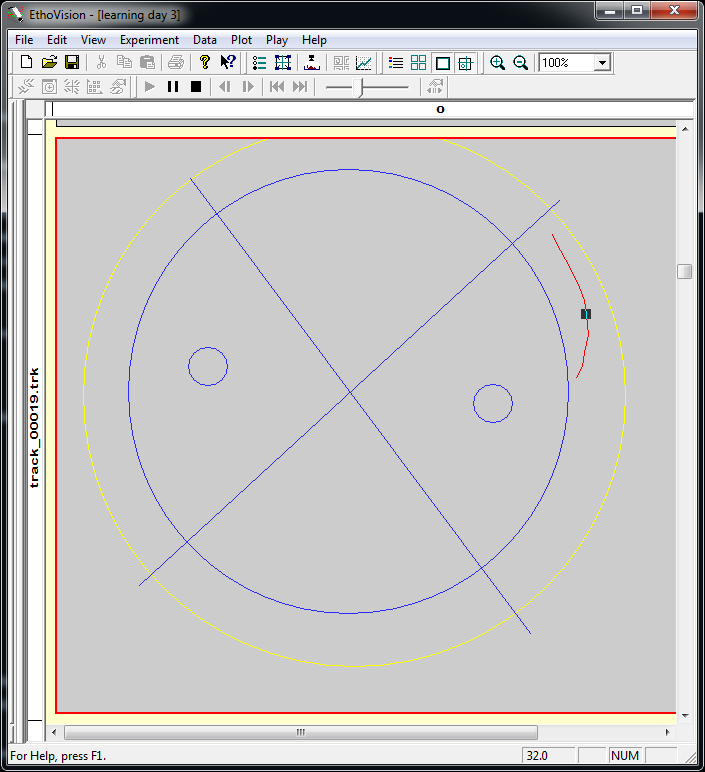 EthoVision - [learning day 3]
File Edit View Experiment Data Plot Play Help
100%
o
track_00019.trk
For Help, press F1.
32.0
NUM